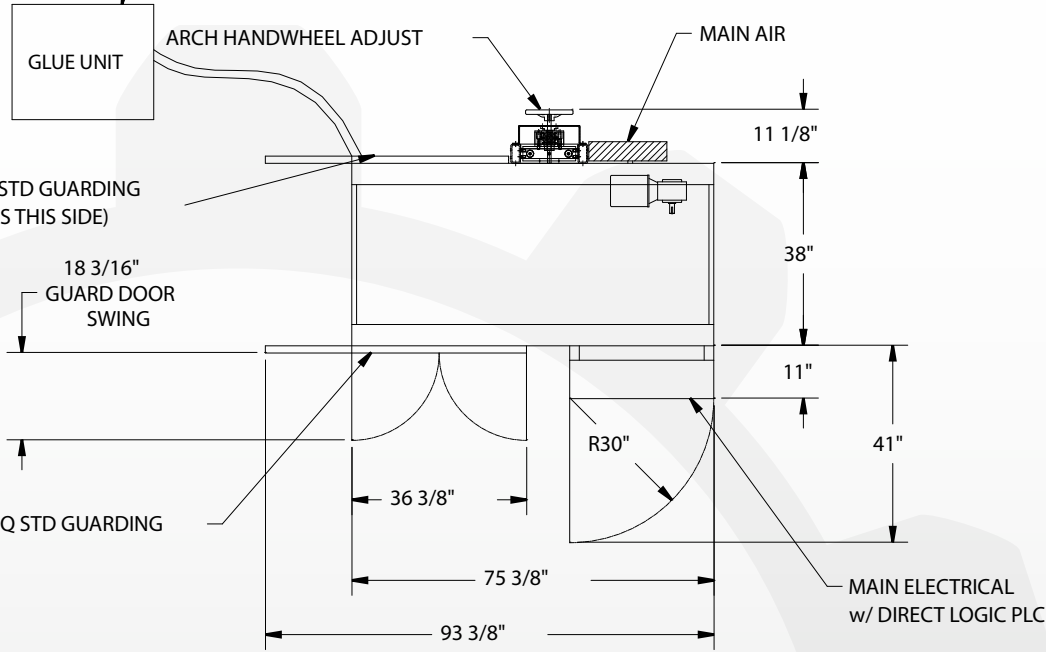 ARCH HANDWHEEL ADJUST
MAIN AIR
GLUE UNIT
11 1/8"
STD GUARDING
S THIS SIDE)
38"
18 3/16"
GUARD DOOR
SWING
11"
R30"
41"
36 3/8"
Q STD GUARDING
75 3/8"
MAIN ELECTRICAL
w/ DIRECT LOGIC PLC
93 3/8"